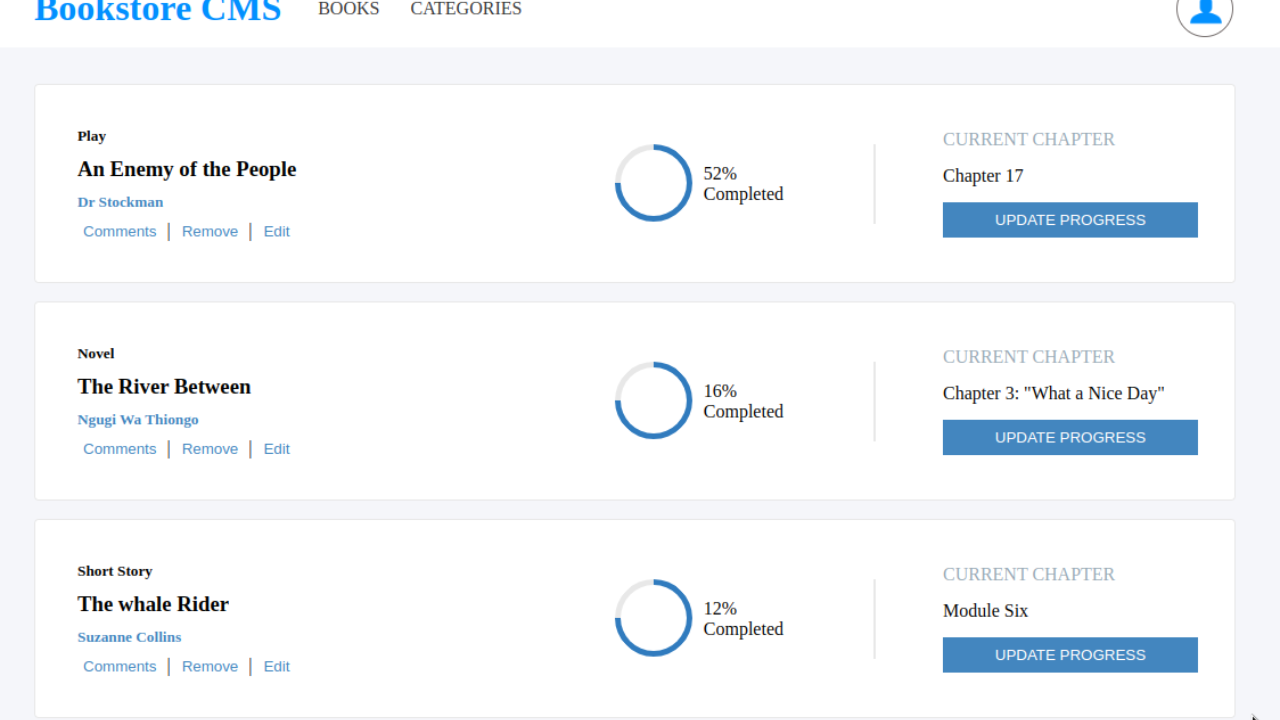 Bookstore CMS BOOKS CATEGORIES
Play
An Enemy of the People
Dr Stockman
Comments | Remove | Edit
52%
Completed
CURRENT CHAPTER
Chapter 17
UPDATE PROGRESS
Novel
The River Between
Ngugi Wa Thiongo
Comments | Remove | Edit
16%
Completed
CURRENT CHAPTER
Chapter 3: "What a Nice Day"
UPDATE PROGRESS
Short Story
The whale Rider
Suzanne Collins
Comments | Remove | Edit
12%
Completed
CURRENT CHAPTER
Module Six
UPDATE PROGRESS